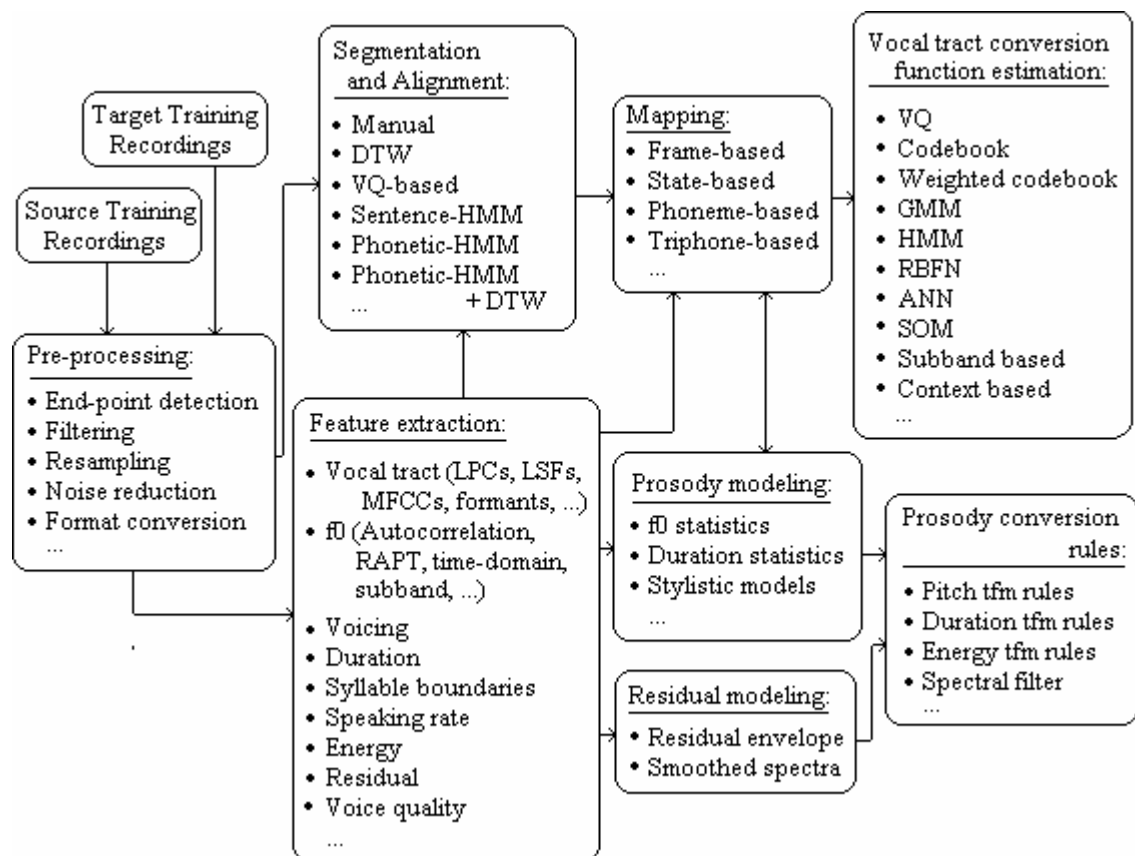 Target Training
Recordings
Source Training
Recordings
Pre-processing:
• End-point detection
• Filtering
• Resampling
• Noise reduction
• Format conversion
...
Segmentation
and Alignment:
• Manual
• DTW
• VQ-based
• Sentence-HMM
• Phonetic-HMM
• Phonetic-HMM
+ DTW
...
Feature extraction:
• Vocal tract (LPCs, LSFs,
MFCCs, formants, ...)
• f0 (Autocorrelation,
RAPT, time-domain,
subband, ...)
• Voicing
• Duration
• Syllable boundaries
• Speaking rate
• Energy
• Residual
• Voice quality
...
Mapping:
• Frame-based
• State-based
• Phoneme-based
• Triphone-based
...
Prosody modeling:
• f0 statistics
• Duration statistics
• Stylistic models
...
Residual modeling:
• Residual envelope
• Smoothed spectra
Vocal tract conversion
function estimation:
• VQ
• Codebook
• Weighted codebook
• GMM
• HMM
• RBFN
• ANN
• SOM
• Subband based
• Context based
...
Prosody conversion
rules:
• Pitch tfm rules
• Duration tfm rules
• Energy tfm rules
• Spectral filter
...